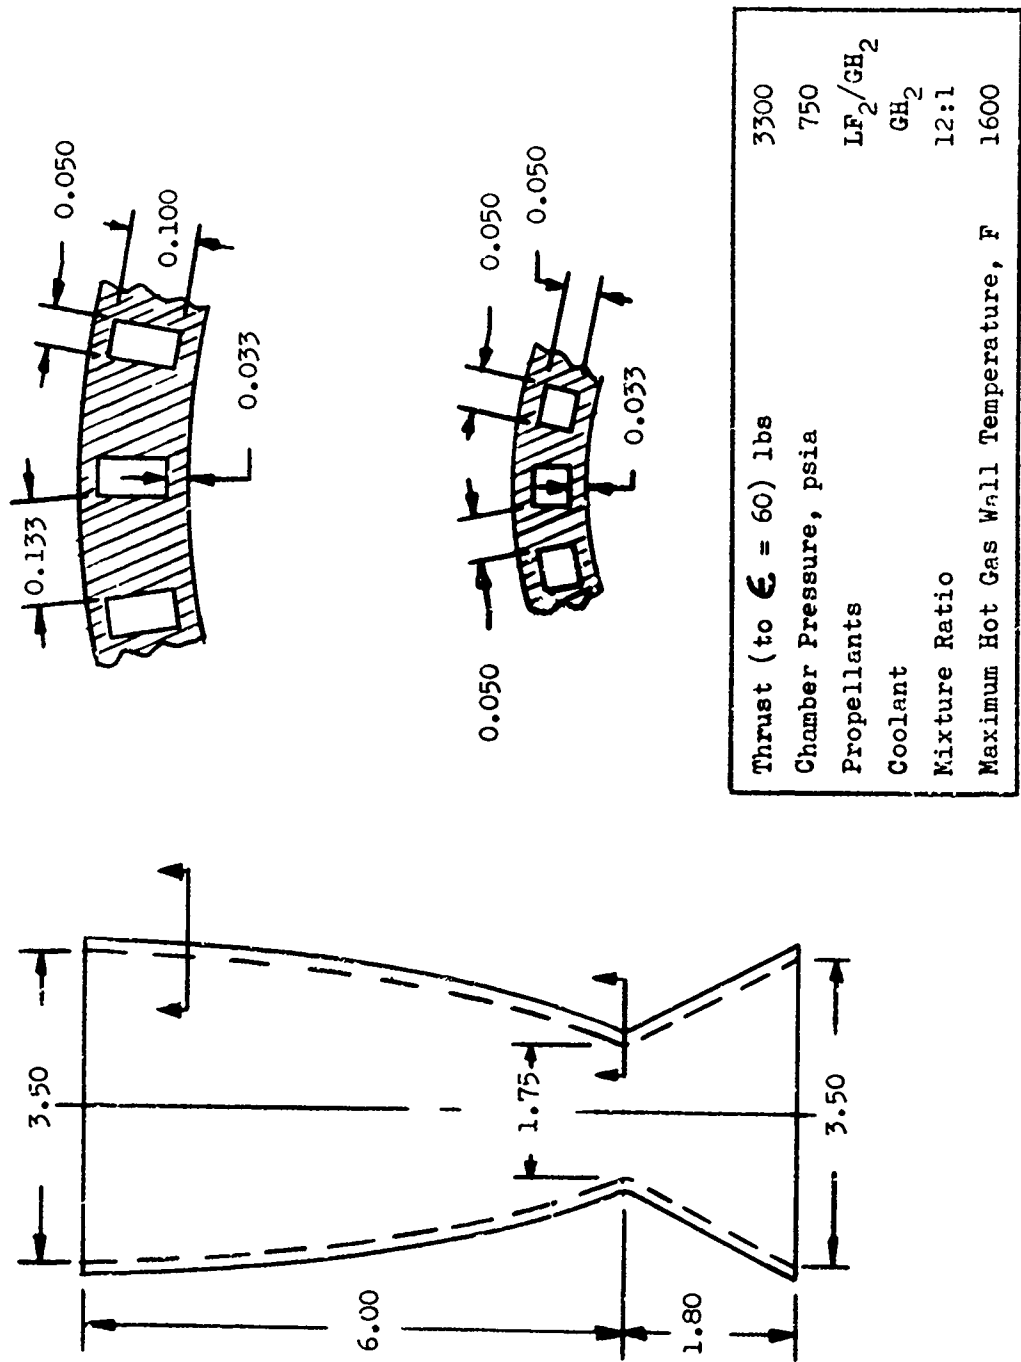 3.50
1.75
3.50
6.00
1.80
0.133
0.050
0.100
0.033
0.050
0.050
0.050
0.033
Thrust (to ε = 60) lbs 3300
Chamber Pressure, psia 750
Propellants LF2/GH2
Coolant GH2
Mixture Ratio 12:1
Maximum Hot Gas Wall Temperature, F 1600